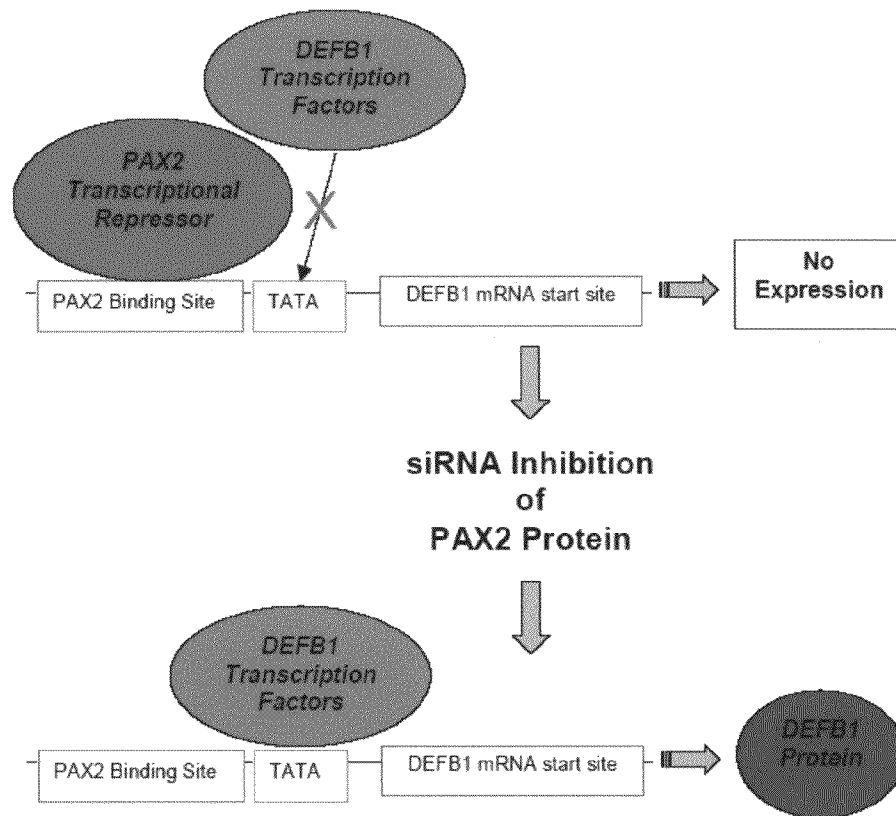 DEFB1
Transcription
Factors
PAX2
Transcriptional
Repressor
PAX2 Binding Site
TATA
DEFB1 mRNA start site
No
Expression
siRNA Inhibition
of
PAX2 Protein
DEFB1
Transcription
Factors
PAX2 Binding Site
TATA
DEFB1 mRNA start site
DEFB1
Protein